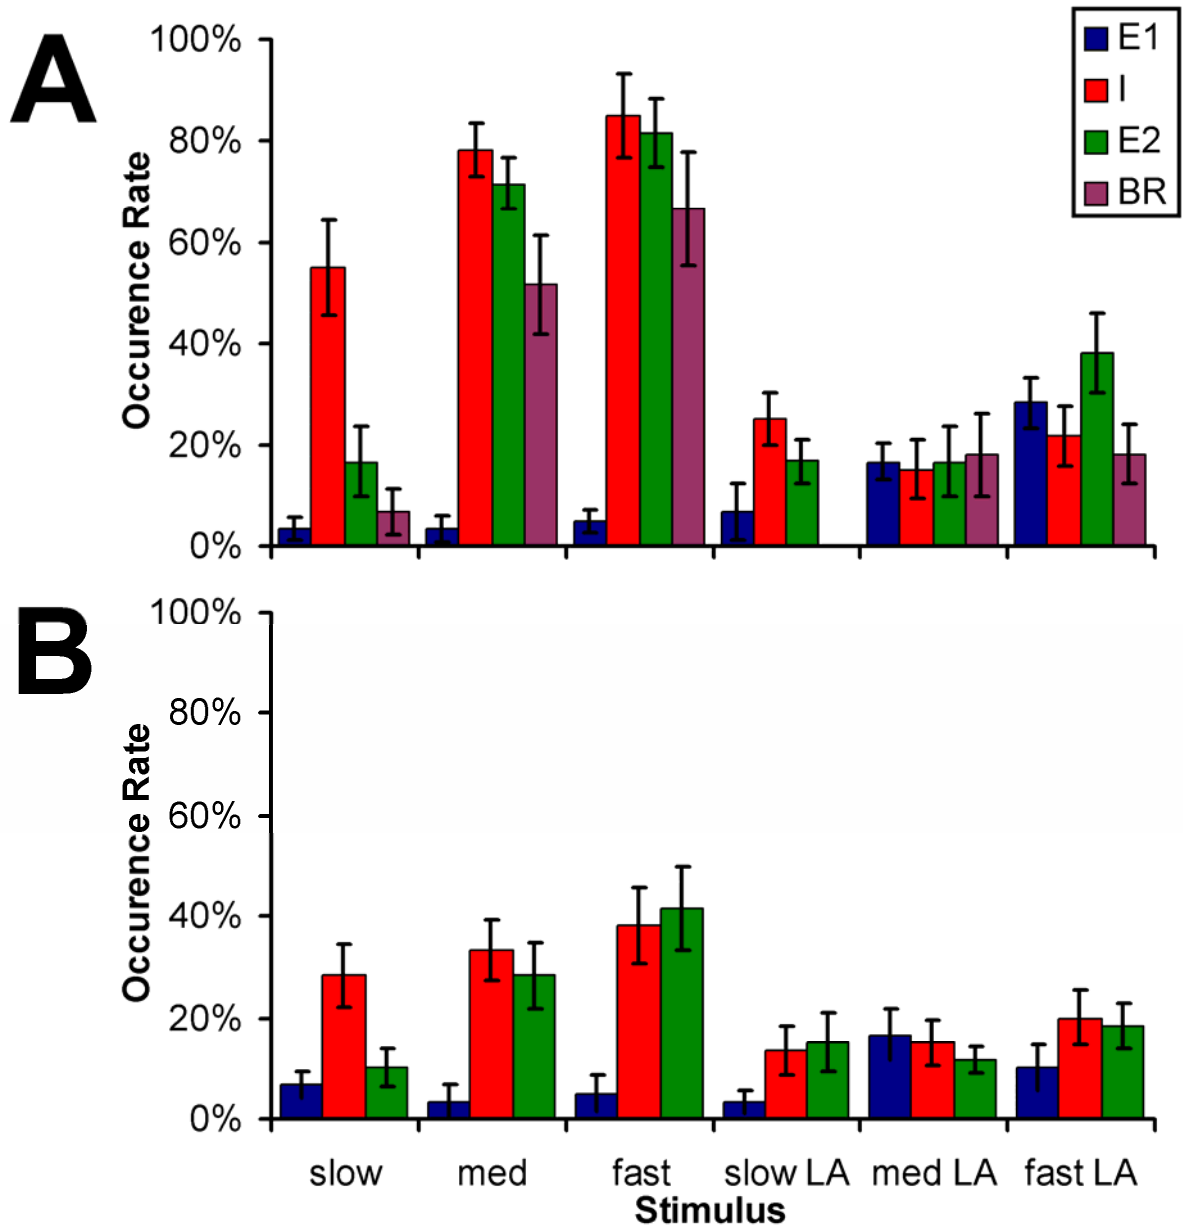 A
100%
80%
60%
40%
20%
0%
Occurence Rate
E1
I
E2
BR
B
100%
80%
60%
40%
20%
0%
Occurence Rate
slow med fast slow LA med LA fast LA
Stimulus